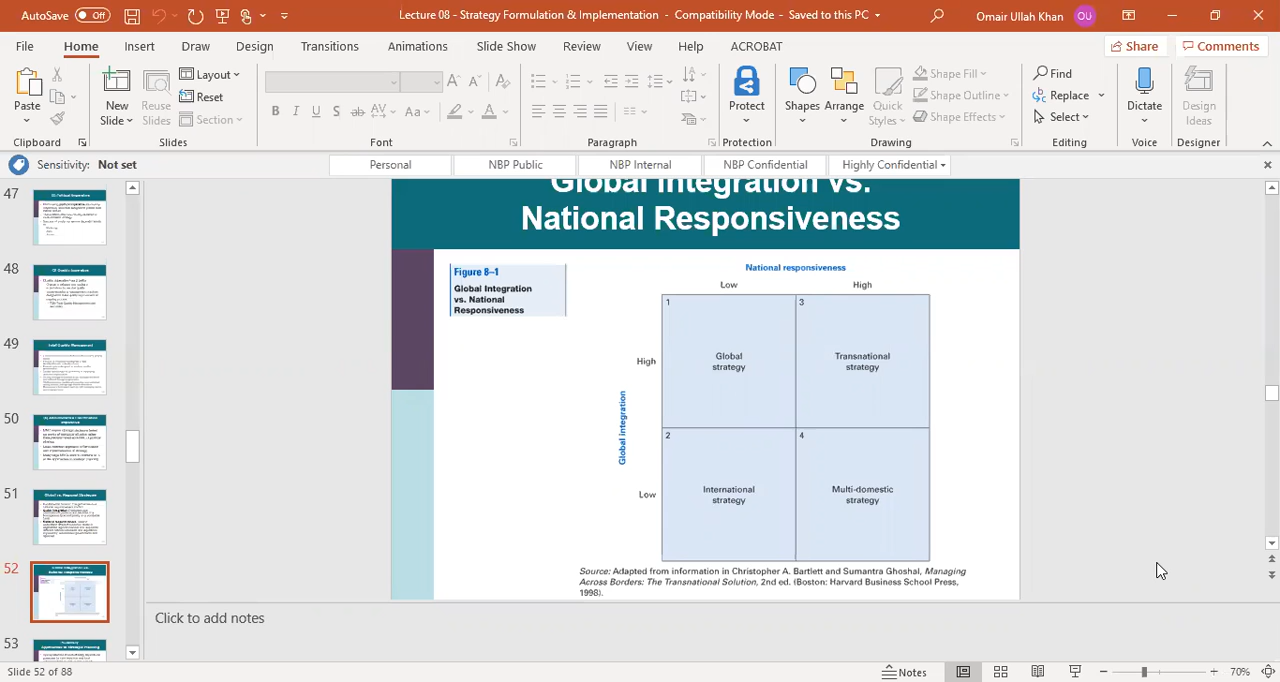 AutoSave Off Lecture 08 - Strategy Formulation & Implementation - Compatibility Mode - Saved to this PC Omair Ullah Khan OU
File Home Insert Draw Design Transitions Animations Slide Show Review View Help ACROBAT Share Comments
Paste New Slide Reuse Slides Layout Reset Section
B I U S ab AV Aa A
Protect Shapes Arrange Quick Styles Shape Fill Shape Outline Shape Effects
Find Replace Select Dictate Design Ideas
Clipboard Slides Font Paragraph Protection Drawing Editing Voice Designer
Sensitivity: Not set Personal NBP Public NBP Internal NBP Confidential Highly Confidential
47
48
49
50
51
Global vs. Regional Strategies
52
53
Global Integration vs.
National Responsiveness
Figure 8–1
Global Integration
vs. National
Responsiveness
National responsiveness
Low High
1 3
High
Global
strategy
Transnational
strategy
Global integration
2 4
Low
International
strategy
Multi-domestic
strategy
Source: Adapted from information in Christopher A. Bartlett and Sumantra Ghoshal, Managing
Across Borders: The Transnational Solution, 2nd ed. (Boston: Harvard Business School Press,
1998).
Click to add notes
Slide 52 of 88 Notes 70%